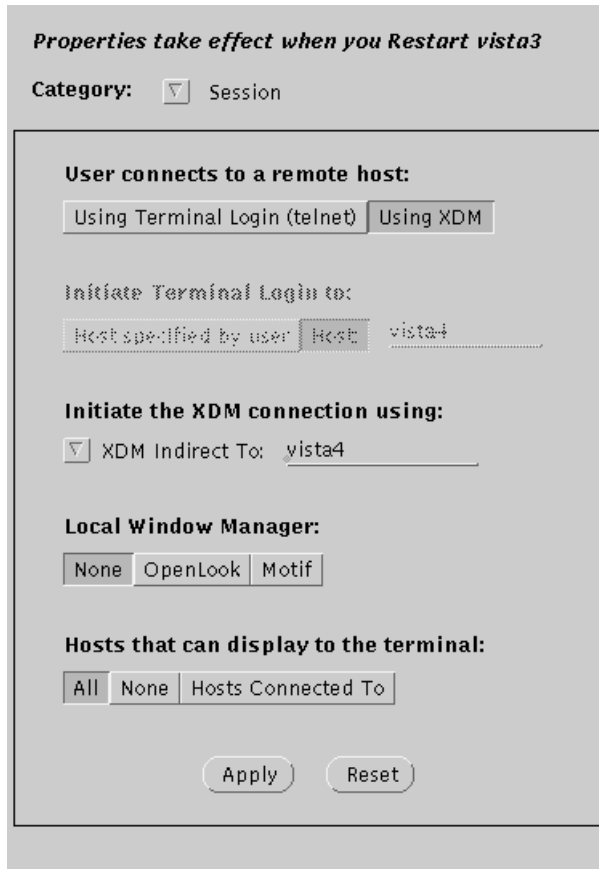 Properties take effect when you Restart vista3
Category: Session
User connects to a remote host:
Using Terminal Login (telnet) Using XDM
Initiate Terminal Login to:
Host specified by user Host: vista4
Initiate the XDM connection using:
XDM Indirect To: vista4
Local Window Manager:
None OpenLook Motif
Hosts that can display to the terminal:
All None Hosts Connected To
Apply Reset